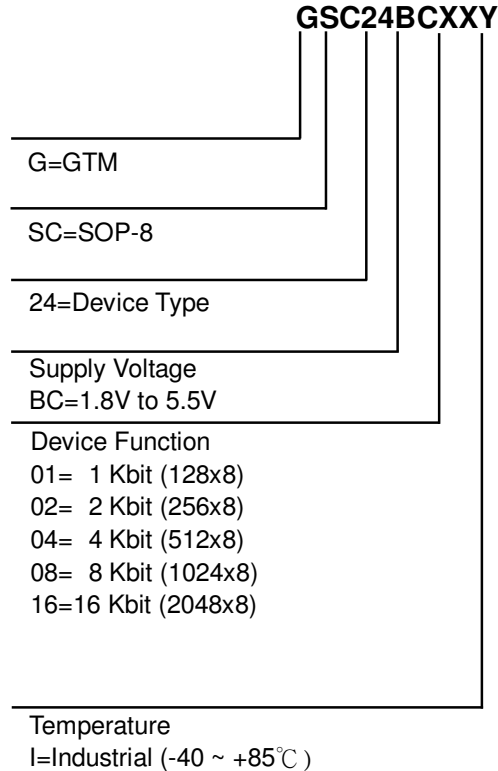 GSC24BCXXY
G=GTM
SC=SOP-8
24=Device Type
Supply Voltage
BC=1.8V to 5.5V
Device Function
01=  1 Kbit (128x8)
02=  2 Kbit (256x8)
04=  4 Kbit (512x8)
08=  8 Kbit (1024x8)
16=16 Kbit (2048x8)
Temperature
I=Industrial (-40 ~ +85℃)